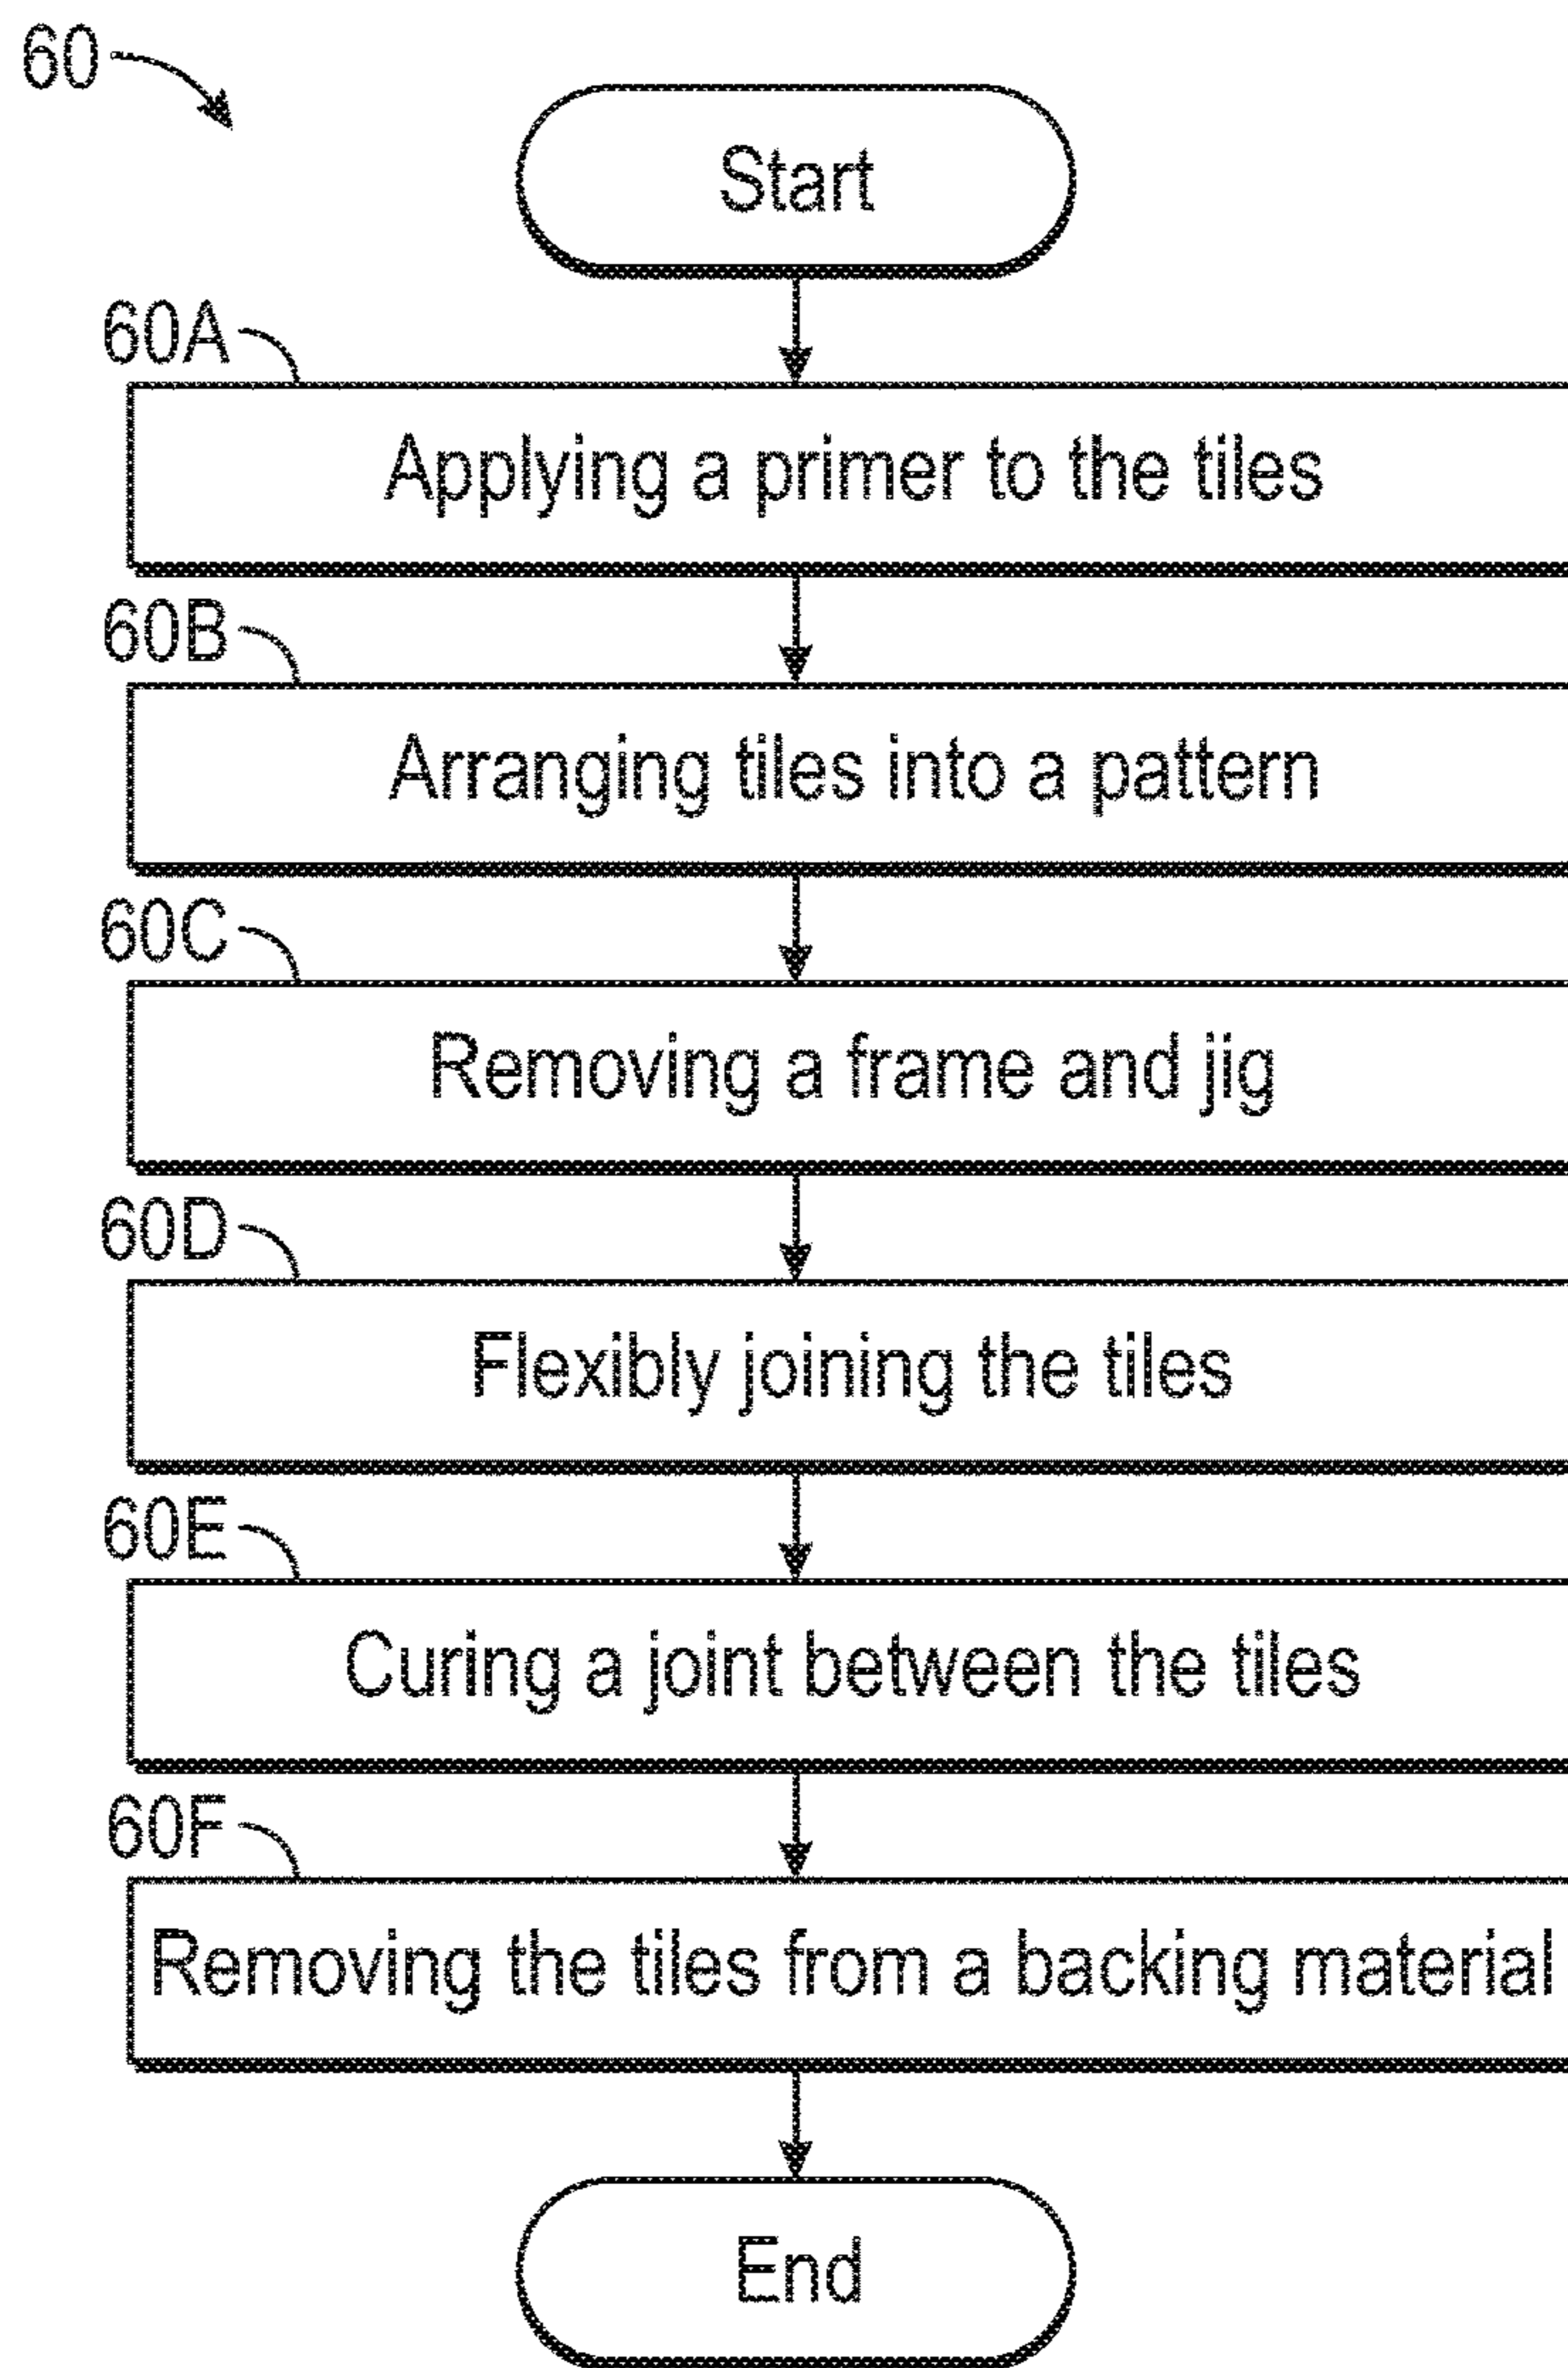 60
Start
60A
Applying a primer to the tiles
60B
Arranging tiles into a pattern
60C
Removing a frame and jig
60D
Flexibly joining the tiles
60E
Curing a joint between the tiles
60F
Removing the tiles from a backing material
End